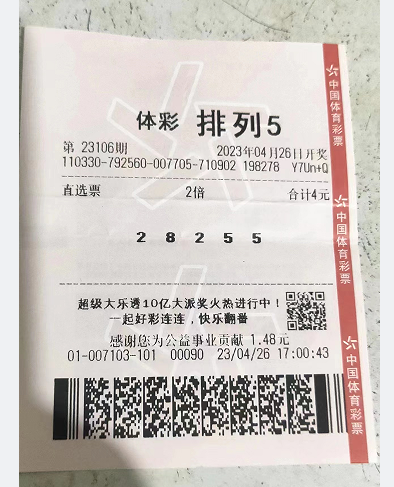 体彩 排列5
第 23106期 2023年04月26日开奖
110330-792560-007705-710902 198278 Y7Un+Q
直选票 2倍 合计4元
2 8 2 5 5
超级大乐透10亿大派奖火热进行中！
一起好彩连连，快乐翻番
感谢您为公益事业贡献 1.48元
01-007103-101 00090 23/04/26 17:00:43
中国体育彩票
中国体育彩票
中国体育彩票